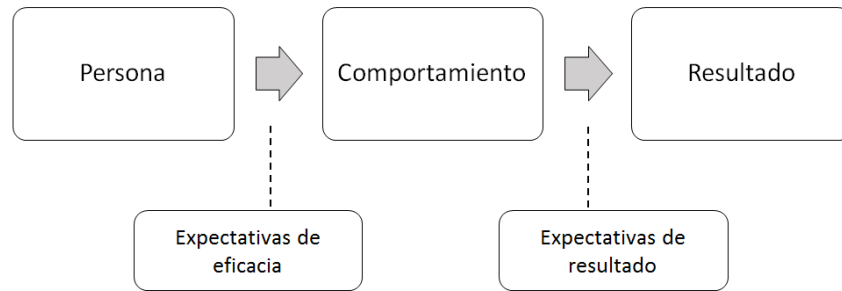 Persona
Comportamiento
Resultado
Expectativas de
eficacia
Expectativas de
resultado